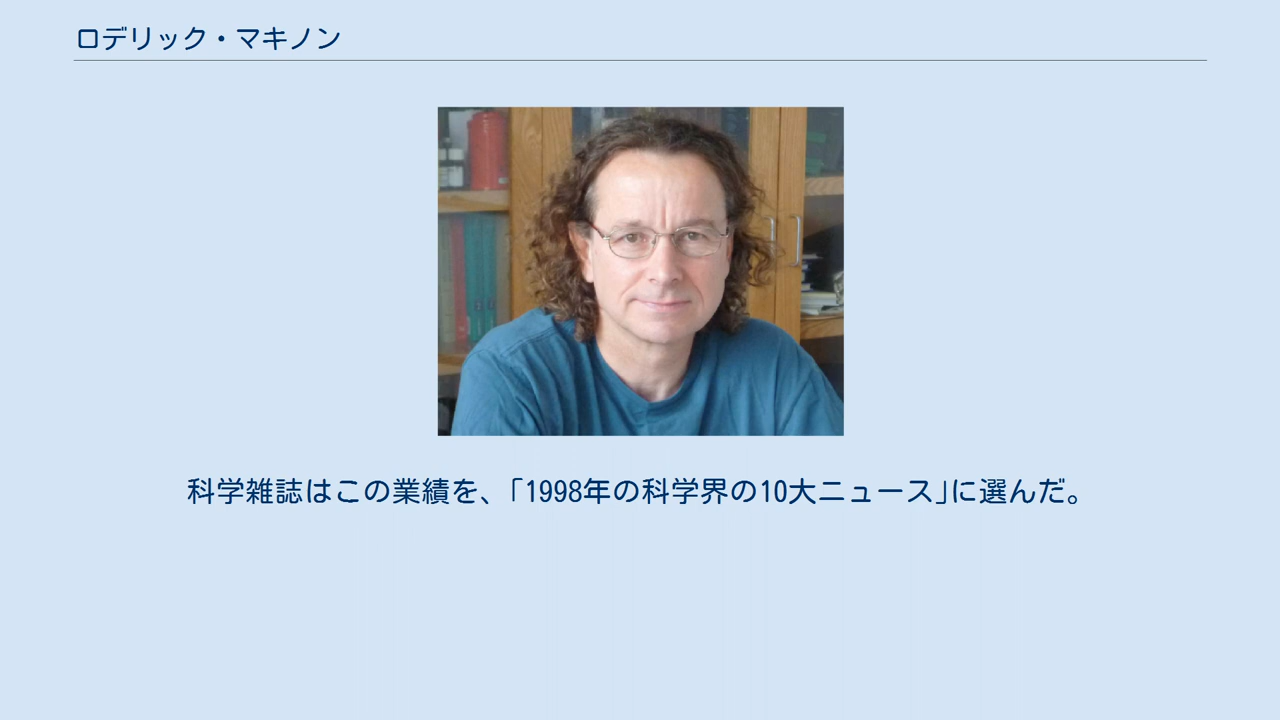 ロデリック・マキノン
科学雑誌はこの業績を、「1998年の科学界の10大ニュース」に選んだ。